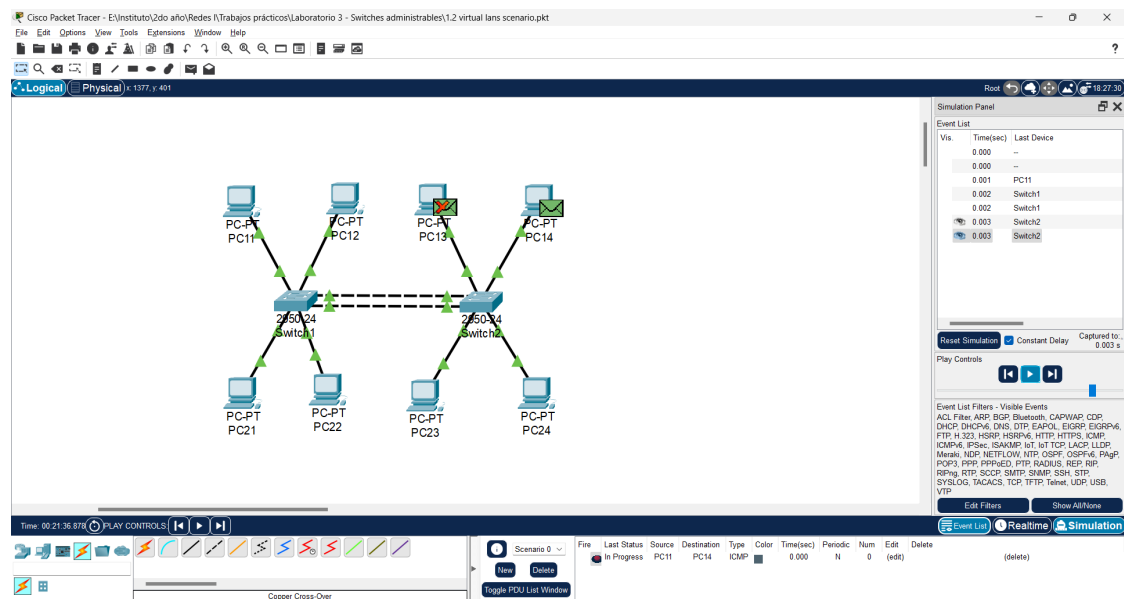 Cisco Packet Tracer - E:\Instituto\2do año\Redes I\Trabajos prácticos\Laboratorio 3 - Switches administrables\1.2 virtual lans scenario.pkt
File Edit Options View Tools Extensions Window Help
?
Logical Physical x: 1377, y: 401
Root 18:27:30
Simulation Panel
Event List
Vis. Time(sec) Last Device
0.000 --
0.000 --
0.001 PC11
0.002 Switch1
0.002 Switch1
0.003 Switch2
0.003 Switch2
PC-PT
PC11
PC-PT
PC12
PC-PT
PC13
PC-PT
PC14
2950-24
Switch1
2950-24
Switch2
PC-PT
PC21
PC-PT
PC22
PC-PT
PC23
PC-PT
PC24
Reset Simulation Constant Delay Captured to:
0.003 s
Play Controls
Event List Filters - Visible Events
ACL Filter, ARP, BGP, Bluetooth, CAPWAP, CDP,
DHCP, DHCPv6, DNS, DTP, EAPOL, EIGRP, EIGRPv6,
FTP, H.323, HSRP, HSRPv6, HTTP, HTTPS, ICMP,
ICMPv6, IPSec, ISAKMP, IoT, IoT TCP, LACP, LLDP,
Meraki, NDP, NETFLOW, NTP, OSPF, OSPFv6, PAgP,
POP3, PPP, PPPoED, PTP, RADIUS, REP, RIP,
RIPng, RTP, SCCP, SMTP, SNMP, SSH, STP,
SYSLOG, TACACS, TCP, TFTP, Telnet, UDP, USB,
VTP
Edit Filters Show All/None
Time: 00:21:36.878 PLAY CONTROLS:
Event List Realtime Simulation
Scenario 0
New Delete
Toggle PDU List Window
Fire Last Status Source Destination Type Color Time(sec) Periodic Num Edit Delete
In Progress PC11 PC14 ICMP 0.000 N 0 (edit) (delete)
Copper Cross-Over